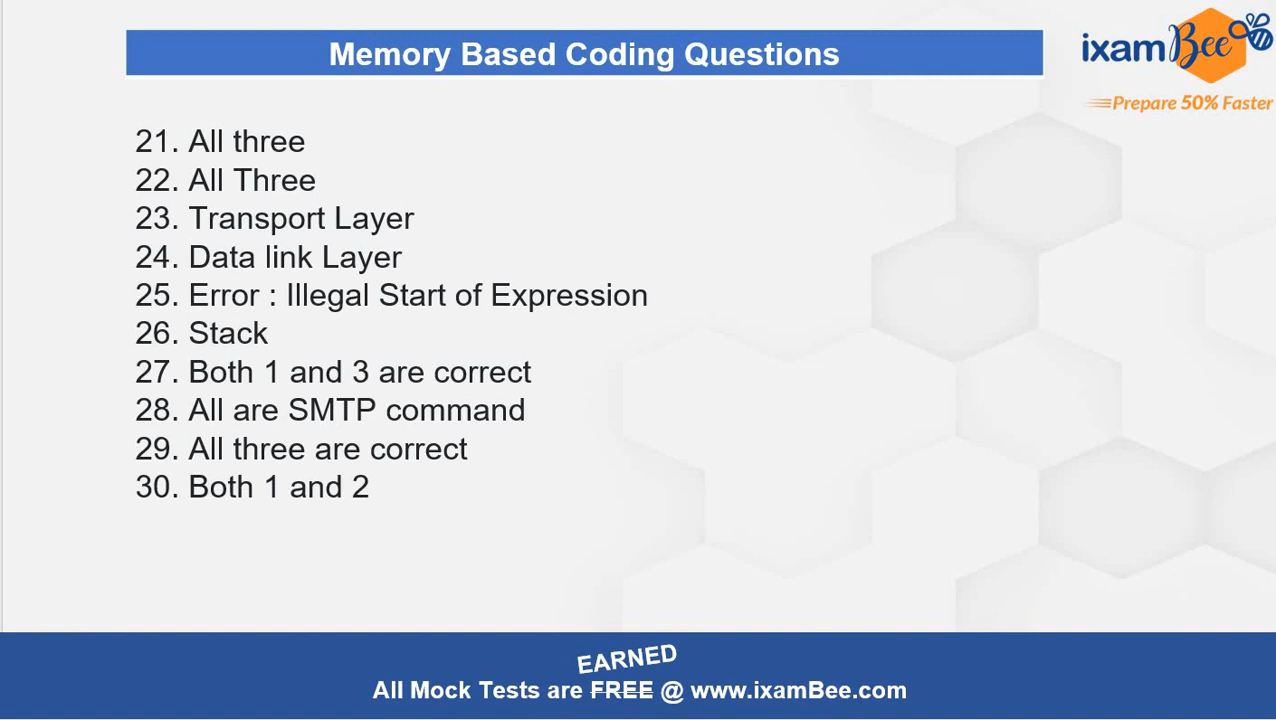 Memory Based Coding Questions
ixamBee
Prepare 50% Faster
21. All three
22. All Three
23. Transport Layer
24. Data link Layer
25. Error : Illegal Start of Expression
26. Stack
27. Both 1 and 3 are correct
28. All are SMTP command
29. All three are correct
30. Both 1 and 2
EARNED
All Mock Tests are FREE @ www.ixamBee.com